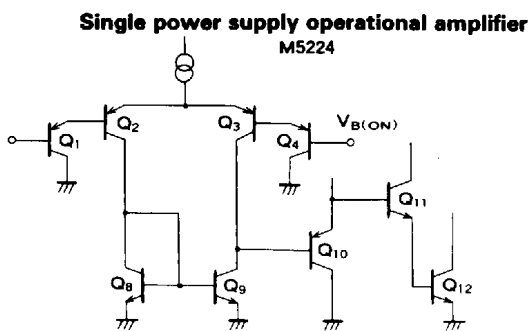 Single power supply operational amplifier
M5224
Q1
Q2
Q3
Q4
VB(ON)
Q10
Q11
Q8
Q9
Q12